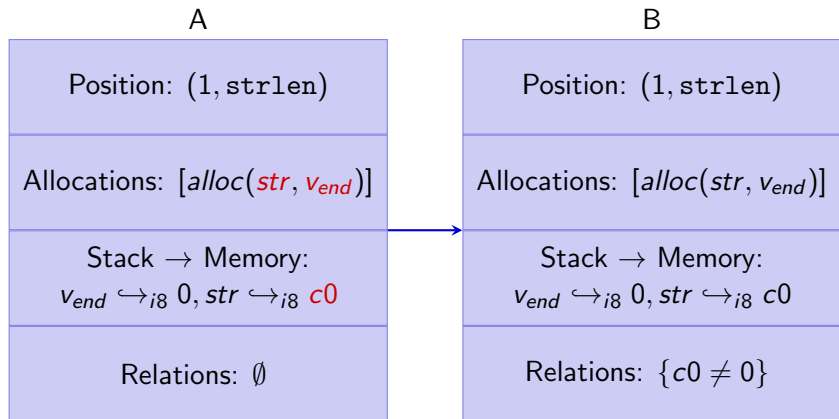 A
Position: (1, strlen)
Allocations: [alloc(str, v_end)]
Stack → Memory:
v_end ↪_i8 0, str ↪_i8 c0
Relations: ∅
B
Position: (1, strlen)
Allocations: [alloc(str, v_end)]
Stack → Memory:
v_end ↪_i8 0, str ↪_i8 c0
Relations: {c0 ≠ 0}